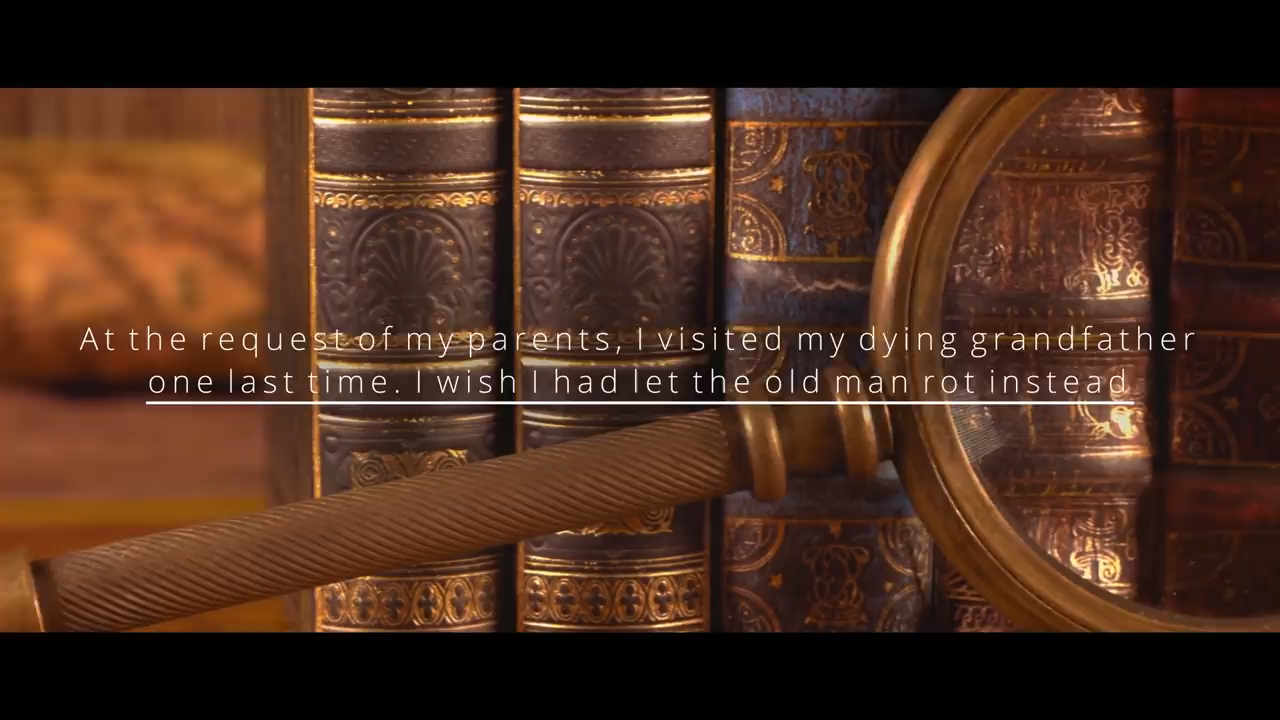 At the request of my parents, I visited my dying grandfather
one last time. I wish I had let the old man rot instead